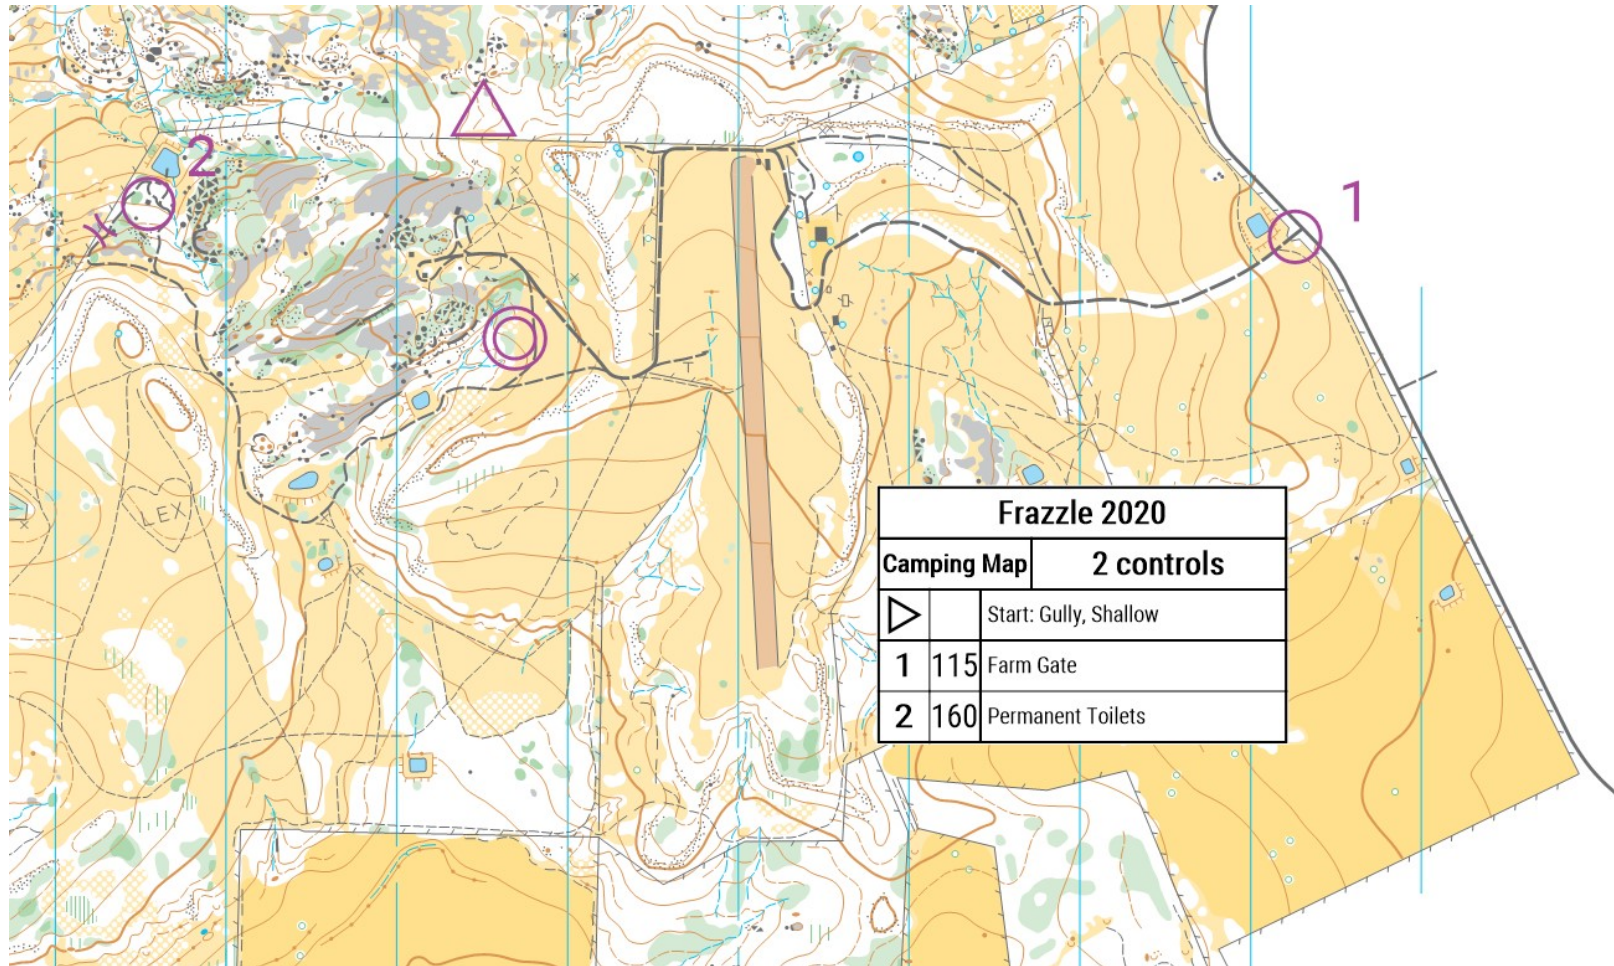 2
1
LEX
Frazzle 2020
Camping Map 2 controls
Start: Gully, Shallow
1 115 Farm Gate
2 160 Permanent Toilets